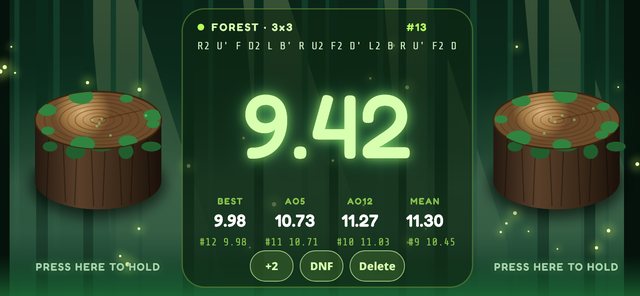 FOREST · 3x3 #13
R2 U' F D2 L B' R U2 F2 D' L2 B R U' F2 D
9.42
BEST AO5 AO12 MEAN
9.98 10.73 11.27 11.30
#12 9.98 #11 10.71 #10 11.03 #9 10.45
PRESS HERE TO HOLD
+2 DNF Delete
PRESS HERE TO HOLD